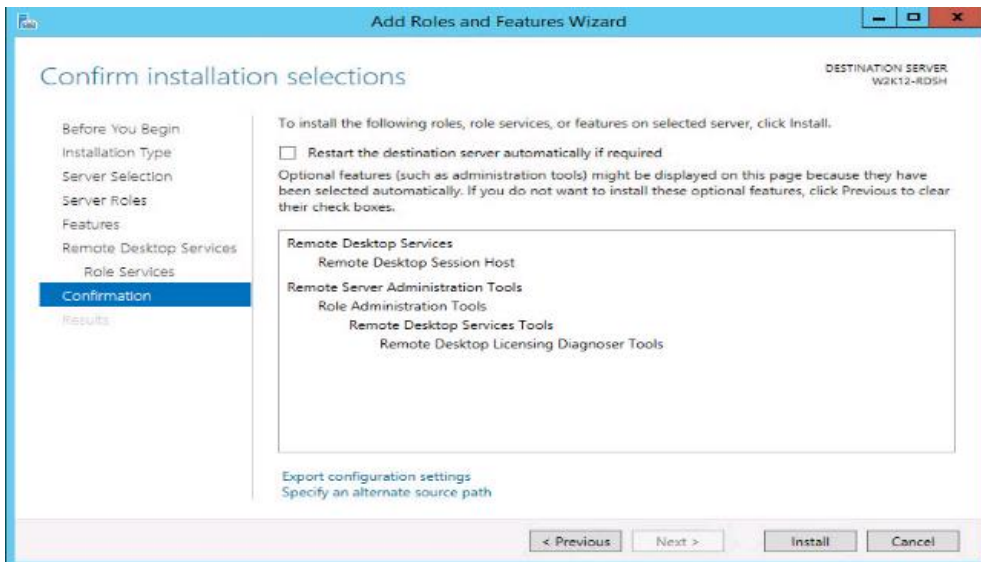 Add Roles and Features Wizard
Confirm installation selections
DESTINATION SERVER
W2K12-RDSH
Before You Begin
Installation Type
Server Selection
Server Roles
Features
Remote Desktop Services
Role Services
Confirmation
Results
To install the following roles, role services, or features on selected server, click Install.
Restart the destination server automatically if required
Optional features (such as administration tools) might be displayed on this page because they have
been selected automatically. If you do not want to install these optional features, click Previous to clear
their check boxes.
Remote Desktop Services
Remote Desktop Session Host
Remote Server Administration Tools
Role Administration Tools
Remote Desktop Services Tools
Remote Desktop Licensing Diagnoser Tools
Export configuration settings
Specify an alternate source path
< Previous
Next >
Install
Cancel